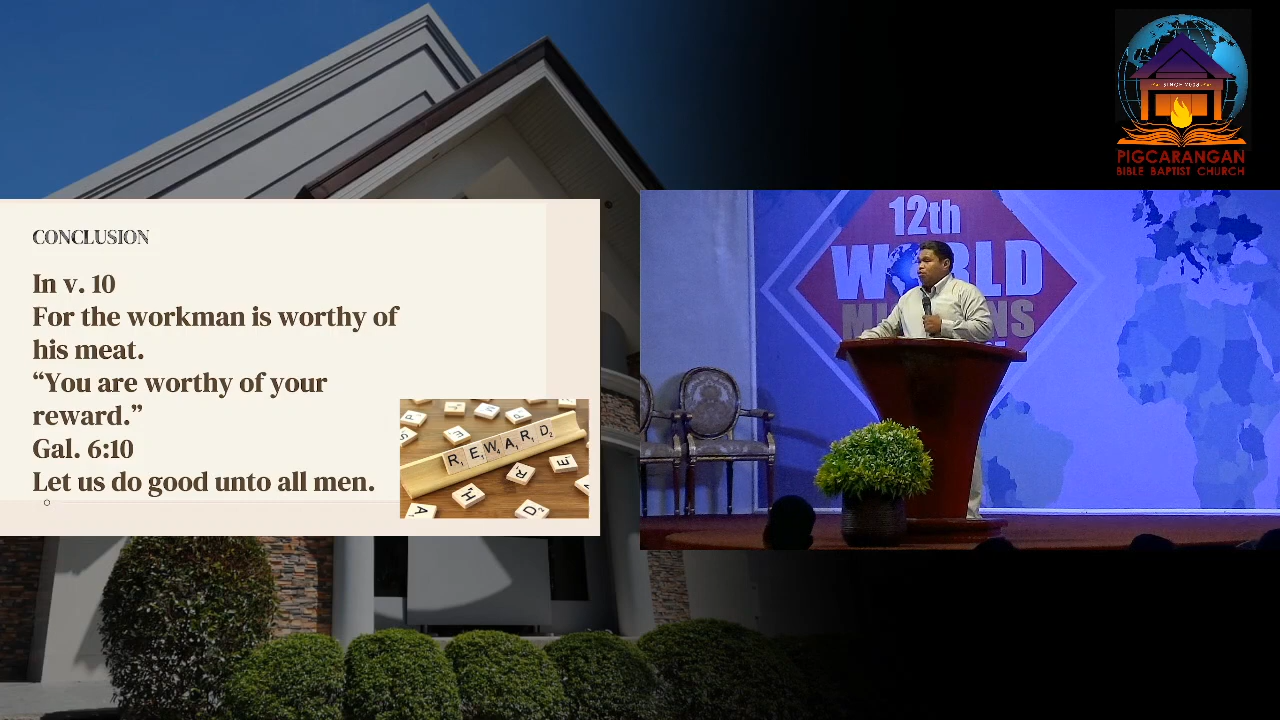 CONCLUSION
In v. 10
For the workman is worthy of
his meat.
“You are worthy of your
reward.”
Gal. 6:10
Let us do good unto all men.
REWARD
PIGCARANGAN
BIBLE BAPTIST CHURCH
12th
WORLD